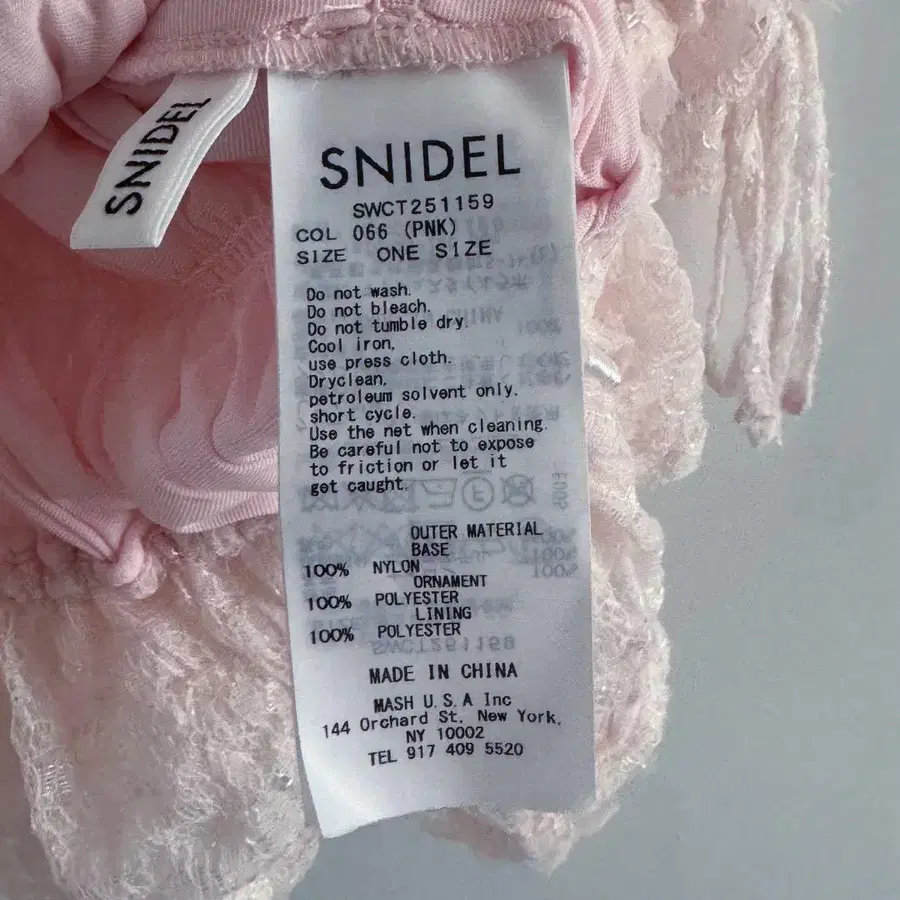 SNIDEL
SNIDEL
SWCT251159
COL 066 (PNK)
SIZE ONE SIZE
Do not wash.
Do not bleach.
Do not tumble dry.
Cool iron,
use press cloth.
Dryclean,
petroleum solvent only.
short cycle.
Use the net when cleaning.
Be careful not to expose
to friction or let it
get caught.
OUTER MATERIAL
BASE
100% NYLON
ORNAMENT
100% POLYESTER
LINING
100% POLYESTER
MADE IN CHINA
MASH U.S.A Inc
144 Orchard St. New York,
NY 10002
TEL 917 409 5520